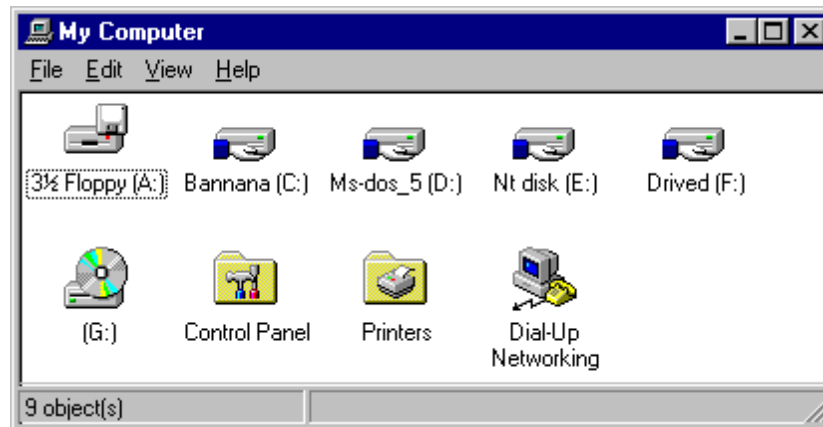 My Computer
File Edit View Help
3½ Floppy (A:) Bannana (C:) Ms-dos_5 (D:) Nt disk (E:) Drived (F:)
(G:) Control Panel Printers Dial-Up
Networking
9 object(s)